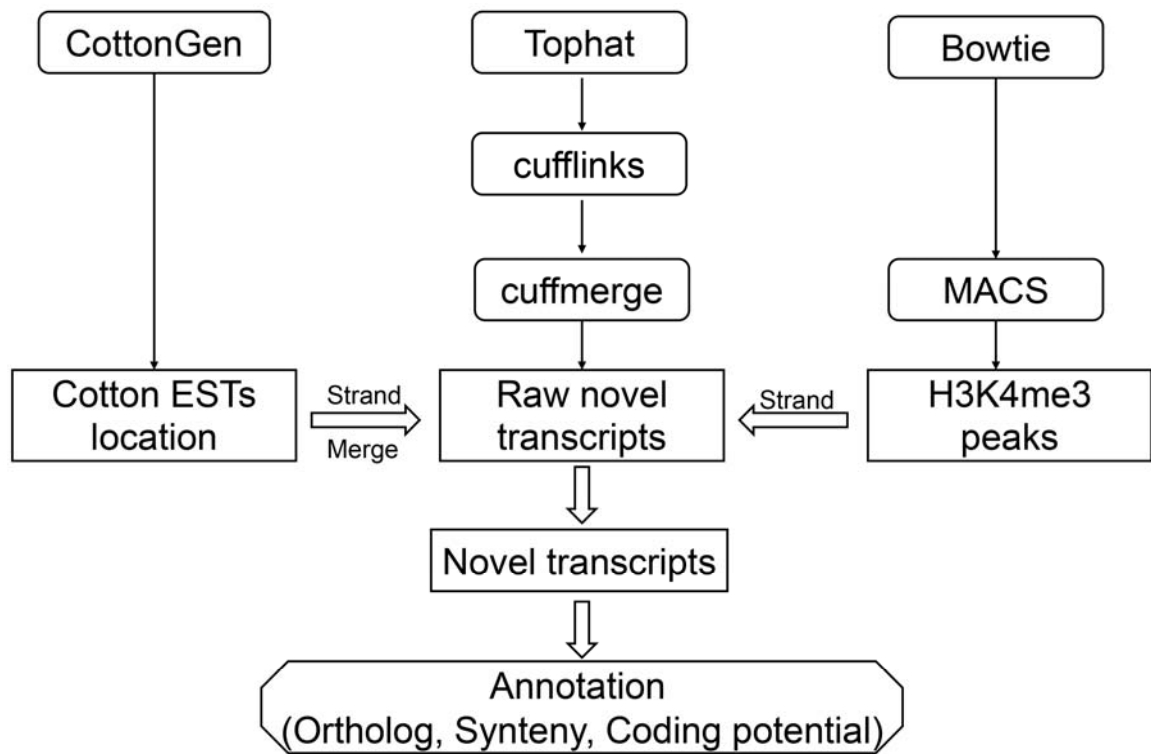 CottonGen
Tophat
Bowtie
cufflinks
cuffmerge
MACS
Cotton ESTs
location
Strand
Merge
Raw novel
transcripts
Strand
H3K4me3
peaks
Novel transcripts
Annotation
(Ortholog, Synteny, Coding potential)